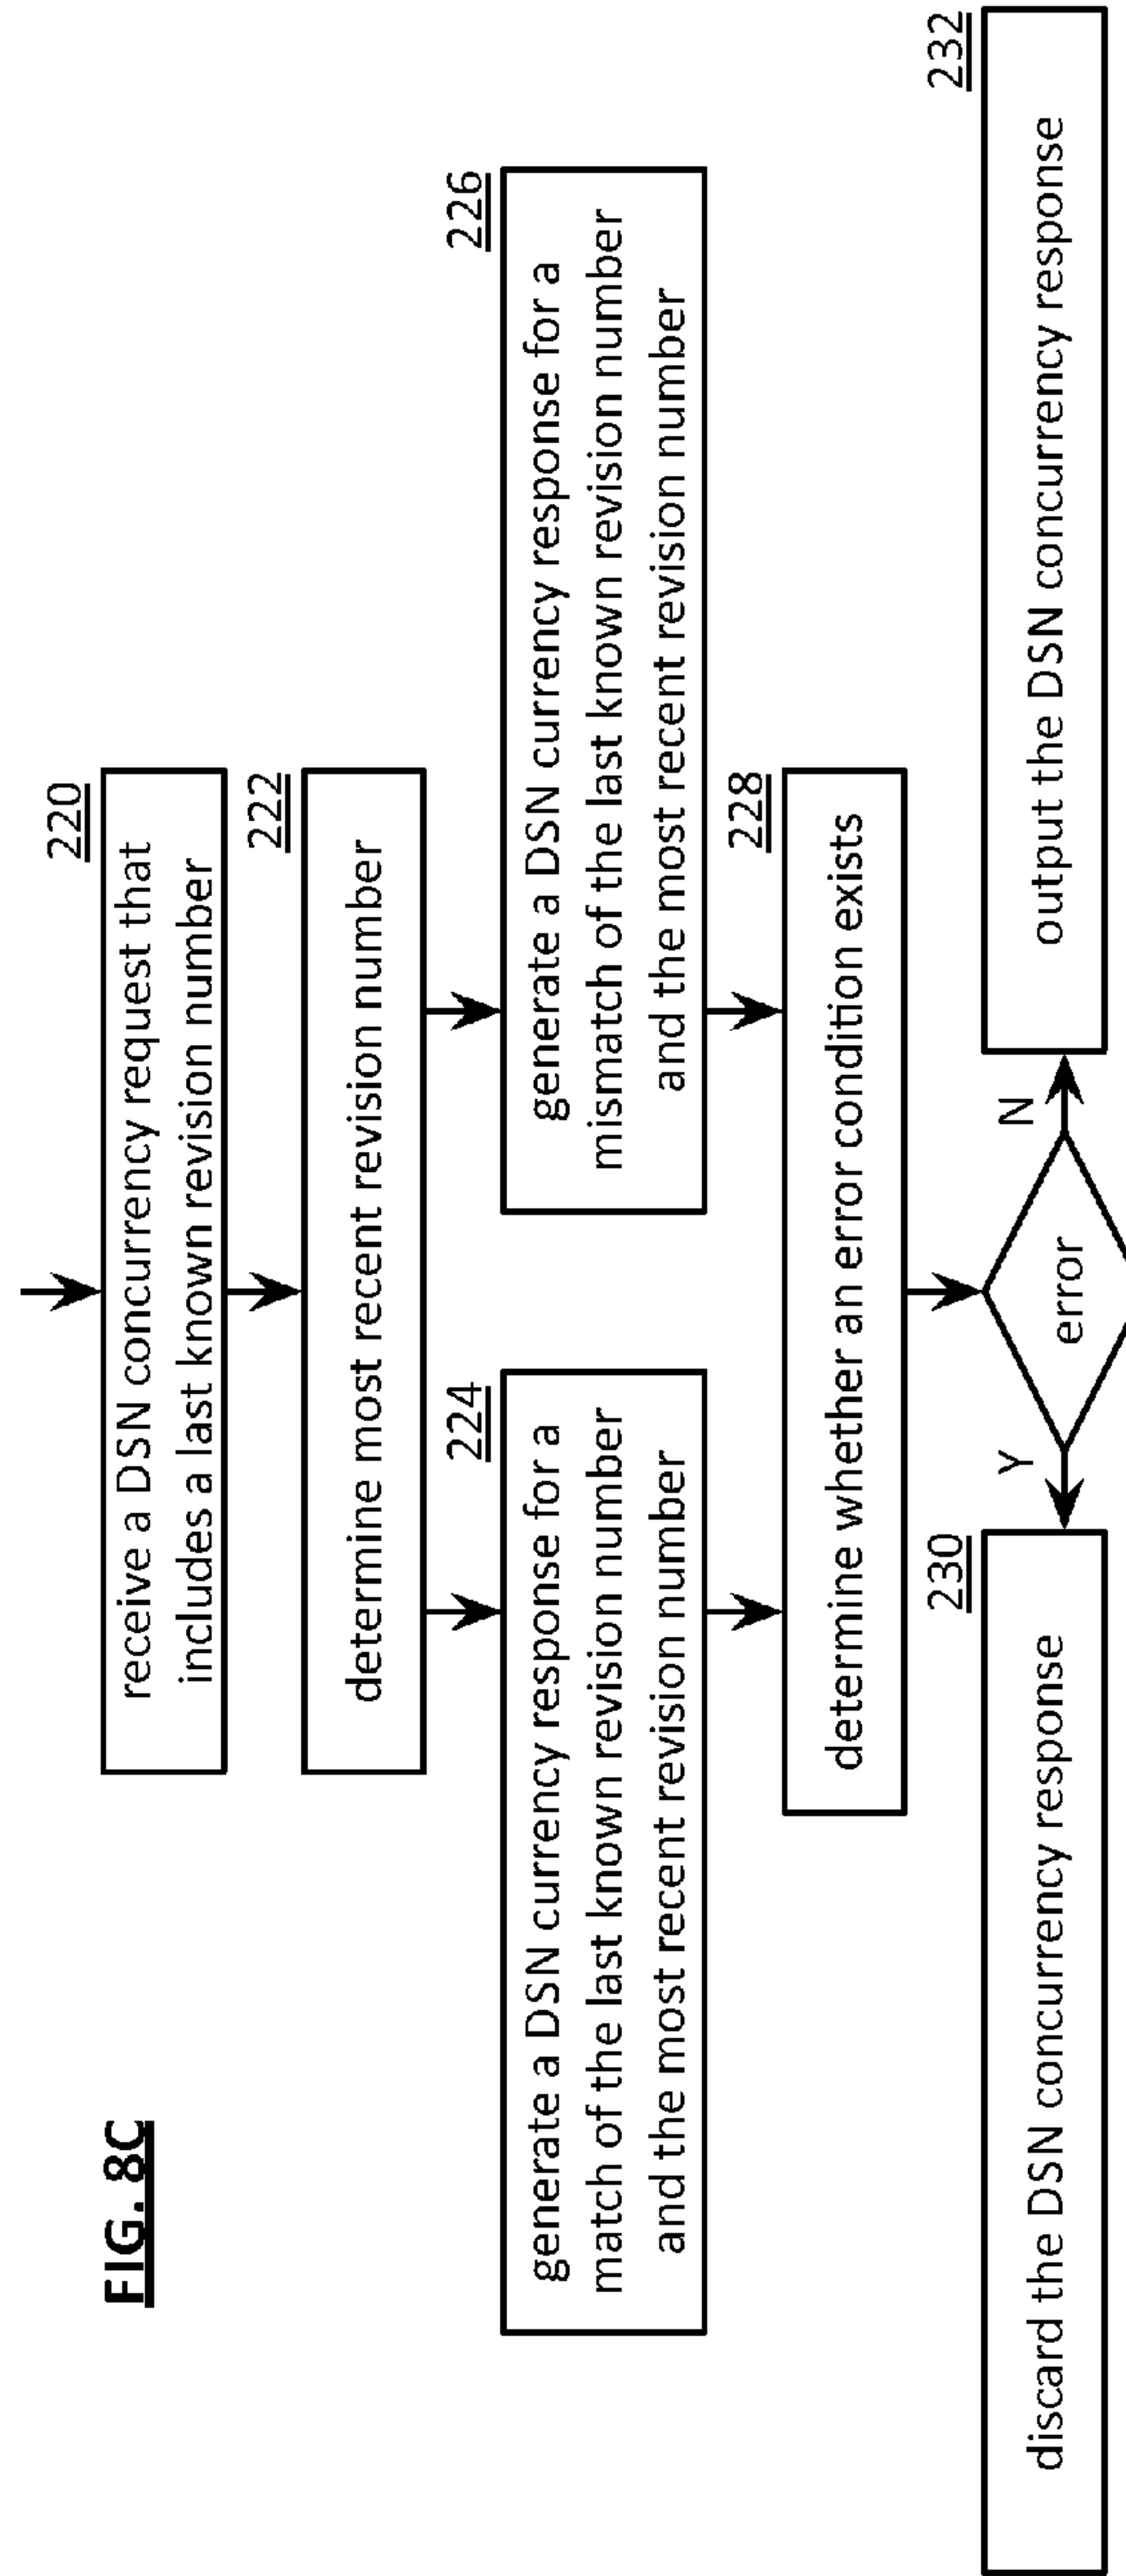 FIG. 8C
220
receive a DSN concurrency request that
includes a last known revision number
222
determine most recent revision number
224
generate a DSN currency response for a
match of the last known revision number
and the most recent revision number
226
generate a DSN currency response for a
mismatch of the last known revision number
and the most recent revision number
228
determine whether an error condition exists
error
Y
N
230
discard the DSN concurrency response
232
output the DSN concurrency response